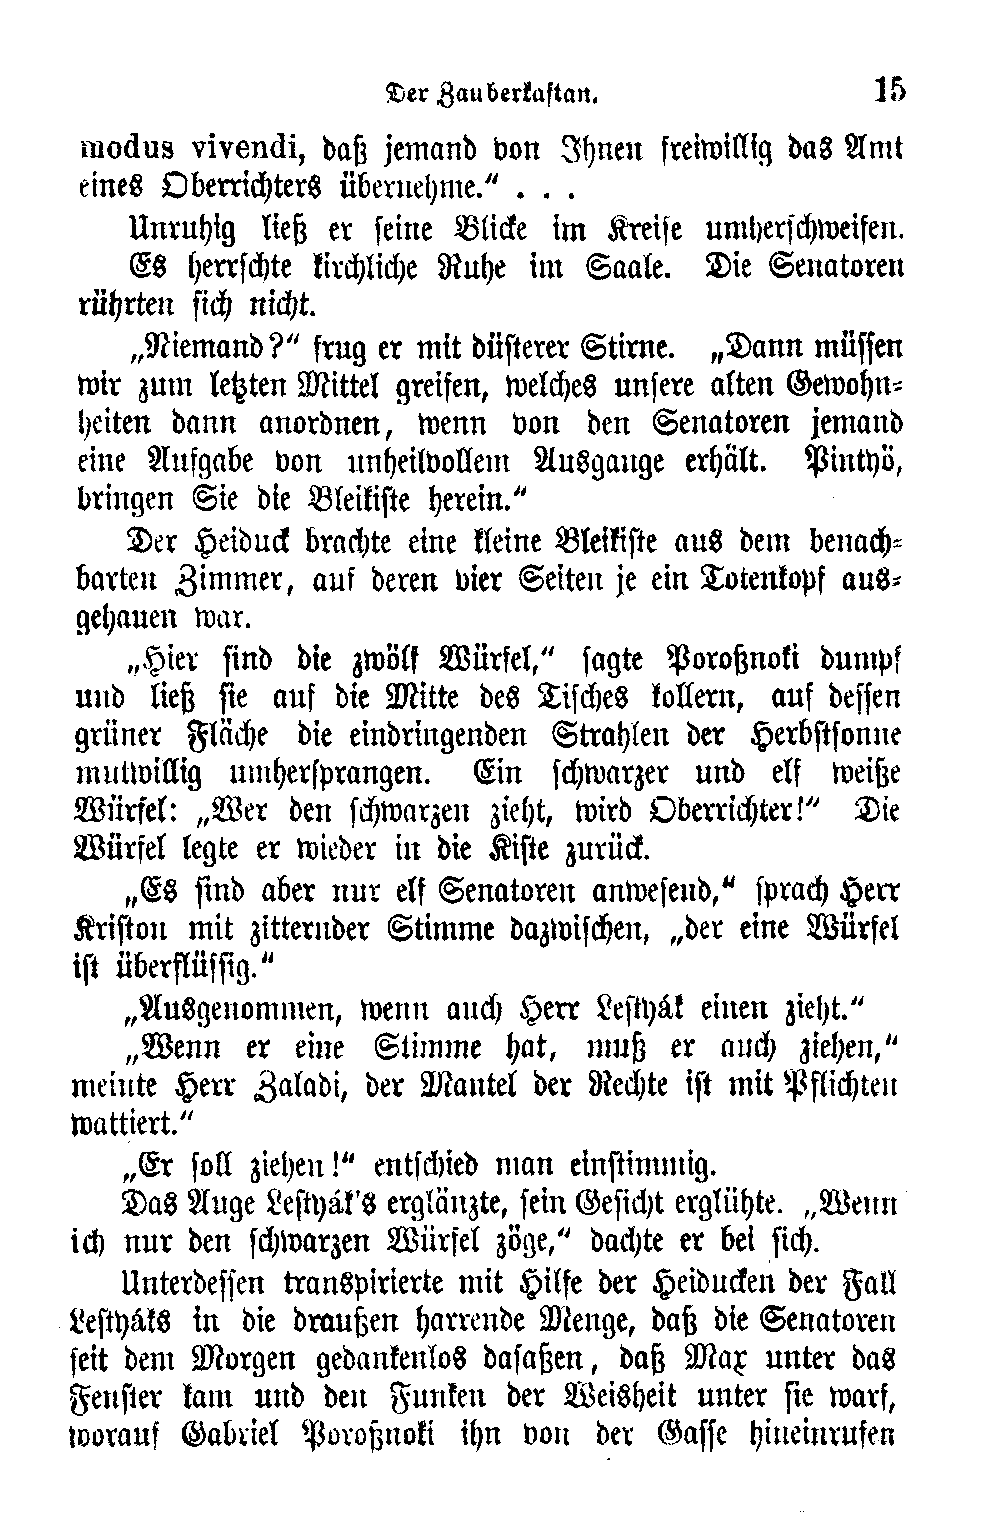 Der Zauberkaftan. 15
modus vivendi, daß jemand von Ihnen freiwillig das Amt
eines Oberrichters übernehme.“ . . .
Unruhig ließ er seine Blicke im Kreise umherschweifen.
Es herrschte kirchliche Ruhe im Saale. Die Senatoren
rührten sich nicht.
„Niemand?“ frug er mit düsterer Stirne. „Dann müssen
wir zum letzten Mittel greifen, welches unsere alten Gewohn-
heiten dann anordnen, wenn von den Senatoren jemand
eine Aufgabe von unheilvollem Ausgange erhält. Pintyö,
bringen Sie die Bleikiste herein.“
Der Heiduck brachte eine kleine Bleikiste aus dem benach-
barten Zimmer, auf deren vier Seiten je ein Totenkopf aus-
gehauen war.
„Hier sind die zwölf Würfel,“ sagte Poroßnoki dumpf
und ließ sie auf die Mitte des Tisches kollern, auf dessen
grüner Fläche die eindringenden Strahlen der Herbstsonne
mutwillig umhersprangen. Ein schwarzer und elf weiße
Würfel: „Wer den schwarzen zieht, wird Oberrichter!“ Die
Würfel legte er wieder in die Kiste zurück.
„Es sind aber nur elf Senatoren anwesend,“ sprach Herr
Kriston mit zitternder Stimme dazwischen, „der eine Würfel
ist überflüssig.“
„Ausgenommen, wenn auch Herr Lestyák einen zieht.“
„Wenn er eine Stimme hat, muß er auch ziehen,“
meinte Herr Zaladi, der Mantel der Rechte ist mit Pflichten
wattiert.“
„Er soll ziehen!“ entschied man einstimmig.
Das Auge Lestyák's erglänzte, sein Gesicht erglühte. „Wenn
ich nur den schwarzen Würfel zöge,“ dachte er bei sich.
Unterdessen transpirierte mit Hilfe der Heiducken der Fall
Lestyáks in die draußen harrende Menge, daß die Senatoren
seit dem Morgen gedankenlos dasaßen, daß Max unter das
Fenster kam und den Funken der Weisheit unter sie warf,
worauf Gabriel Poroßnoki ihn von der Gasse hineinrufen